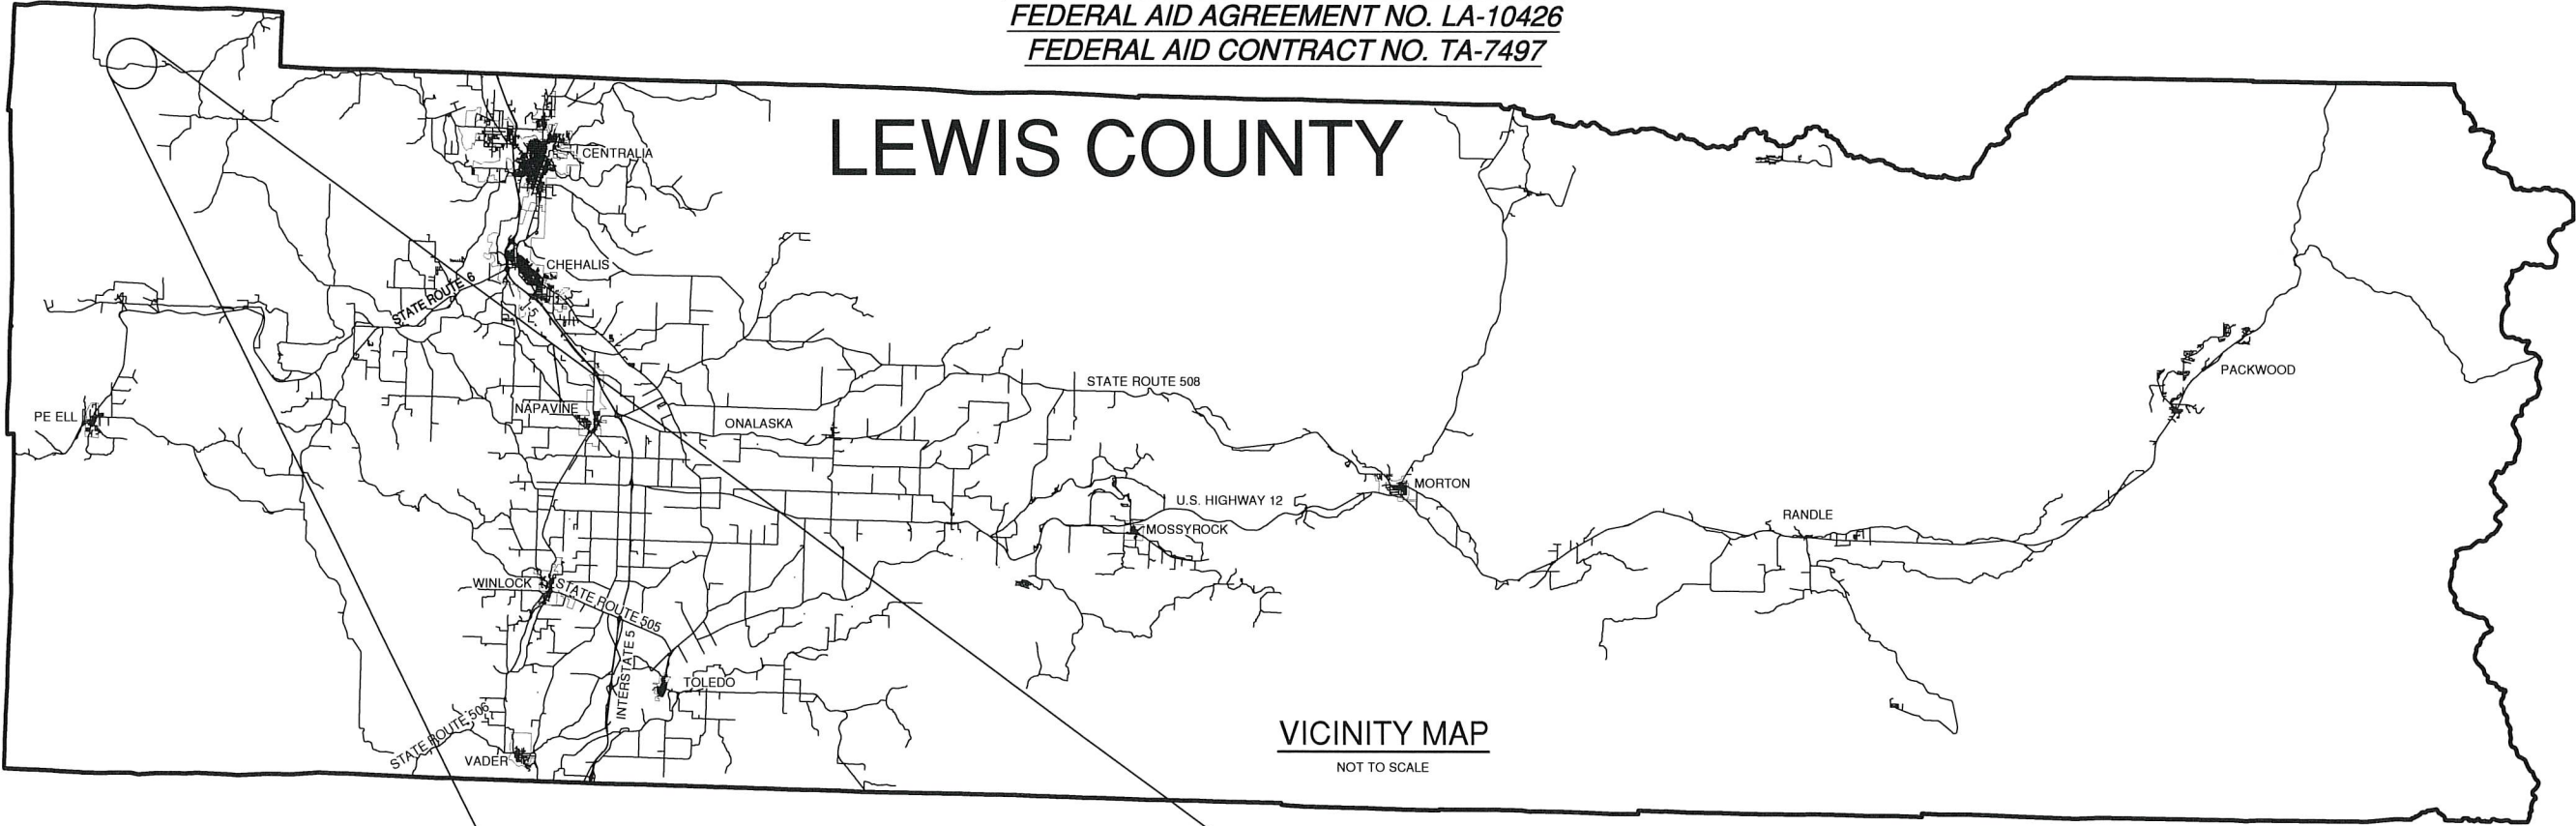 FEDERAL AID AGREEMENT NO. LA-10426
FEDERAL AID CONTRACT NO. TA-7497
LEWIS COUNTY
CENTRALIA
CHEHALIS
STATE ROUTE 6
I-5
STATE ROUTE 508
PACKWOOD
PE ELL
NAPAVINE
ONALASKA
MORTON
U.S. HIGHWAY 12
MOSSYROCK
RANDLE
WINLOCK
STATE ROUTE 505
INTERSTATE 5
TOLEDO
STATE ROUTE 506
VADER
VICINITY MAP
NOT TO SCALE